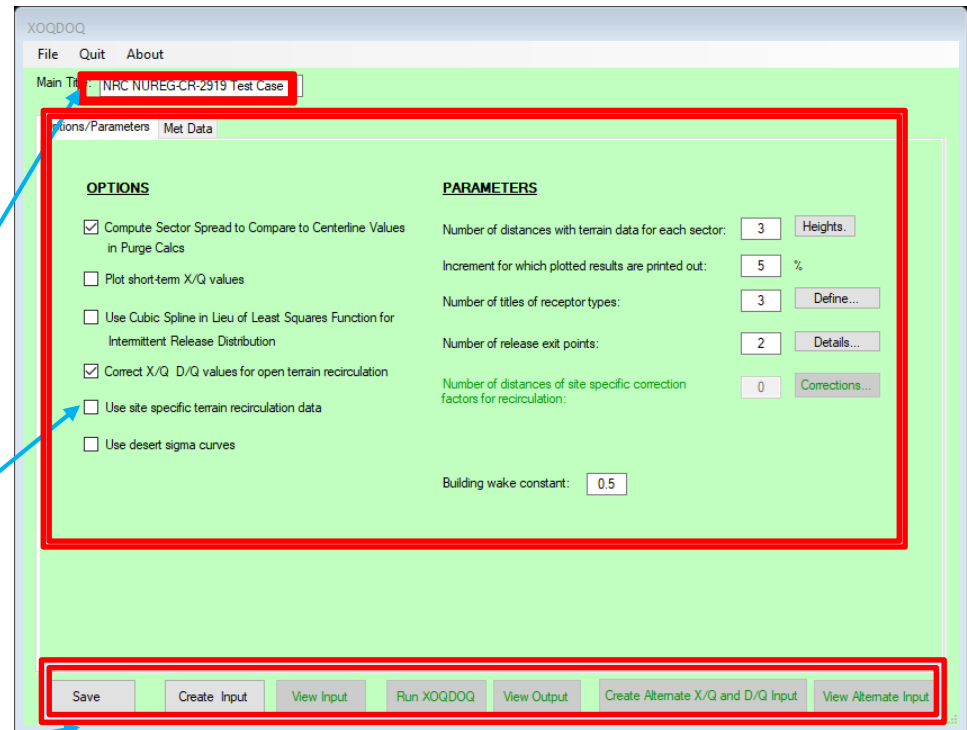 XOQDOQ
File Quit About
Main Title: NRC NUREG-CR-2919 Test Case
Options/Parameters Met Data
OPTIONS
Compute Sector Spread to Compare to Centerline Values
in Purge Calcs
Plot short-term X/Q values
Use Cubic Spline in Lieu of Least Squares Function for
Intermittent Release Distribution
Correct X/Q D/Q values for open terrain recirculation
Use site specific terrain recirculation data
Use desert sigma curves
PARAMETERS
Number of distances with terrain data for each sector: 3 Heights.
Increment for which plotted results are printed out: 5 %
Number of titles of receptor types: 3 Define...
Number of release exit points: 2 Details...
Number of distances of site specific correction
factors for recirculation: 0 Corrections...
Building wake constant: 0.5
Save Create Input View Input Run XOQDOQ View Output Create Alternate X/Q and D/Q Input View Alternate Input